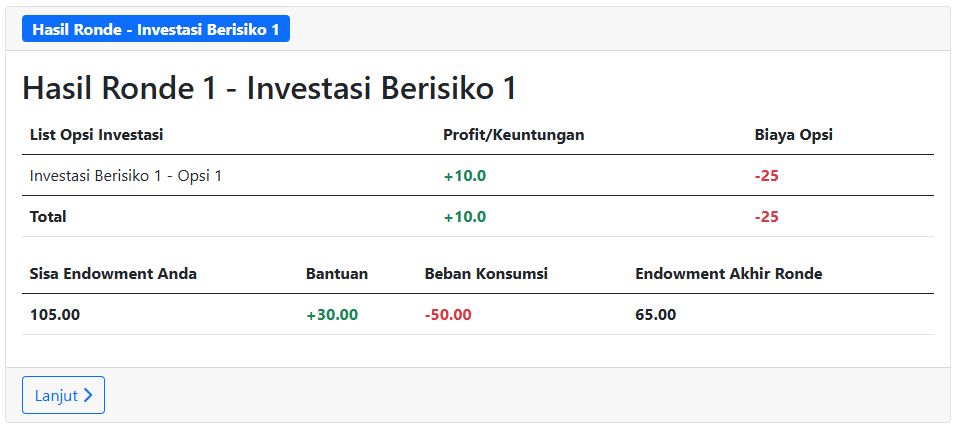 Hasil Ronde - Investasi Berisiko 1
Hasil Ronde 1 - Investasi Berisiko 1
List Opsi Investasi Profit/Keuntungan Biaya Opsi
Investasi Berisiko 1 - Opsi 1 +10.0 -25
Total +10.0 -25
Sisa Endowment Anda Bantuan Beban Konsumsi Endowment Akhir Ronde
105.00 +30.00 -50.00 65.00
Lanjut